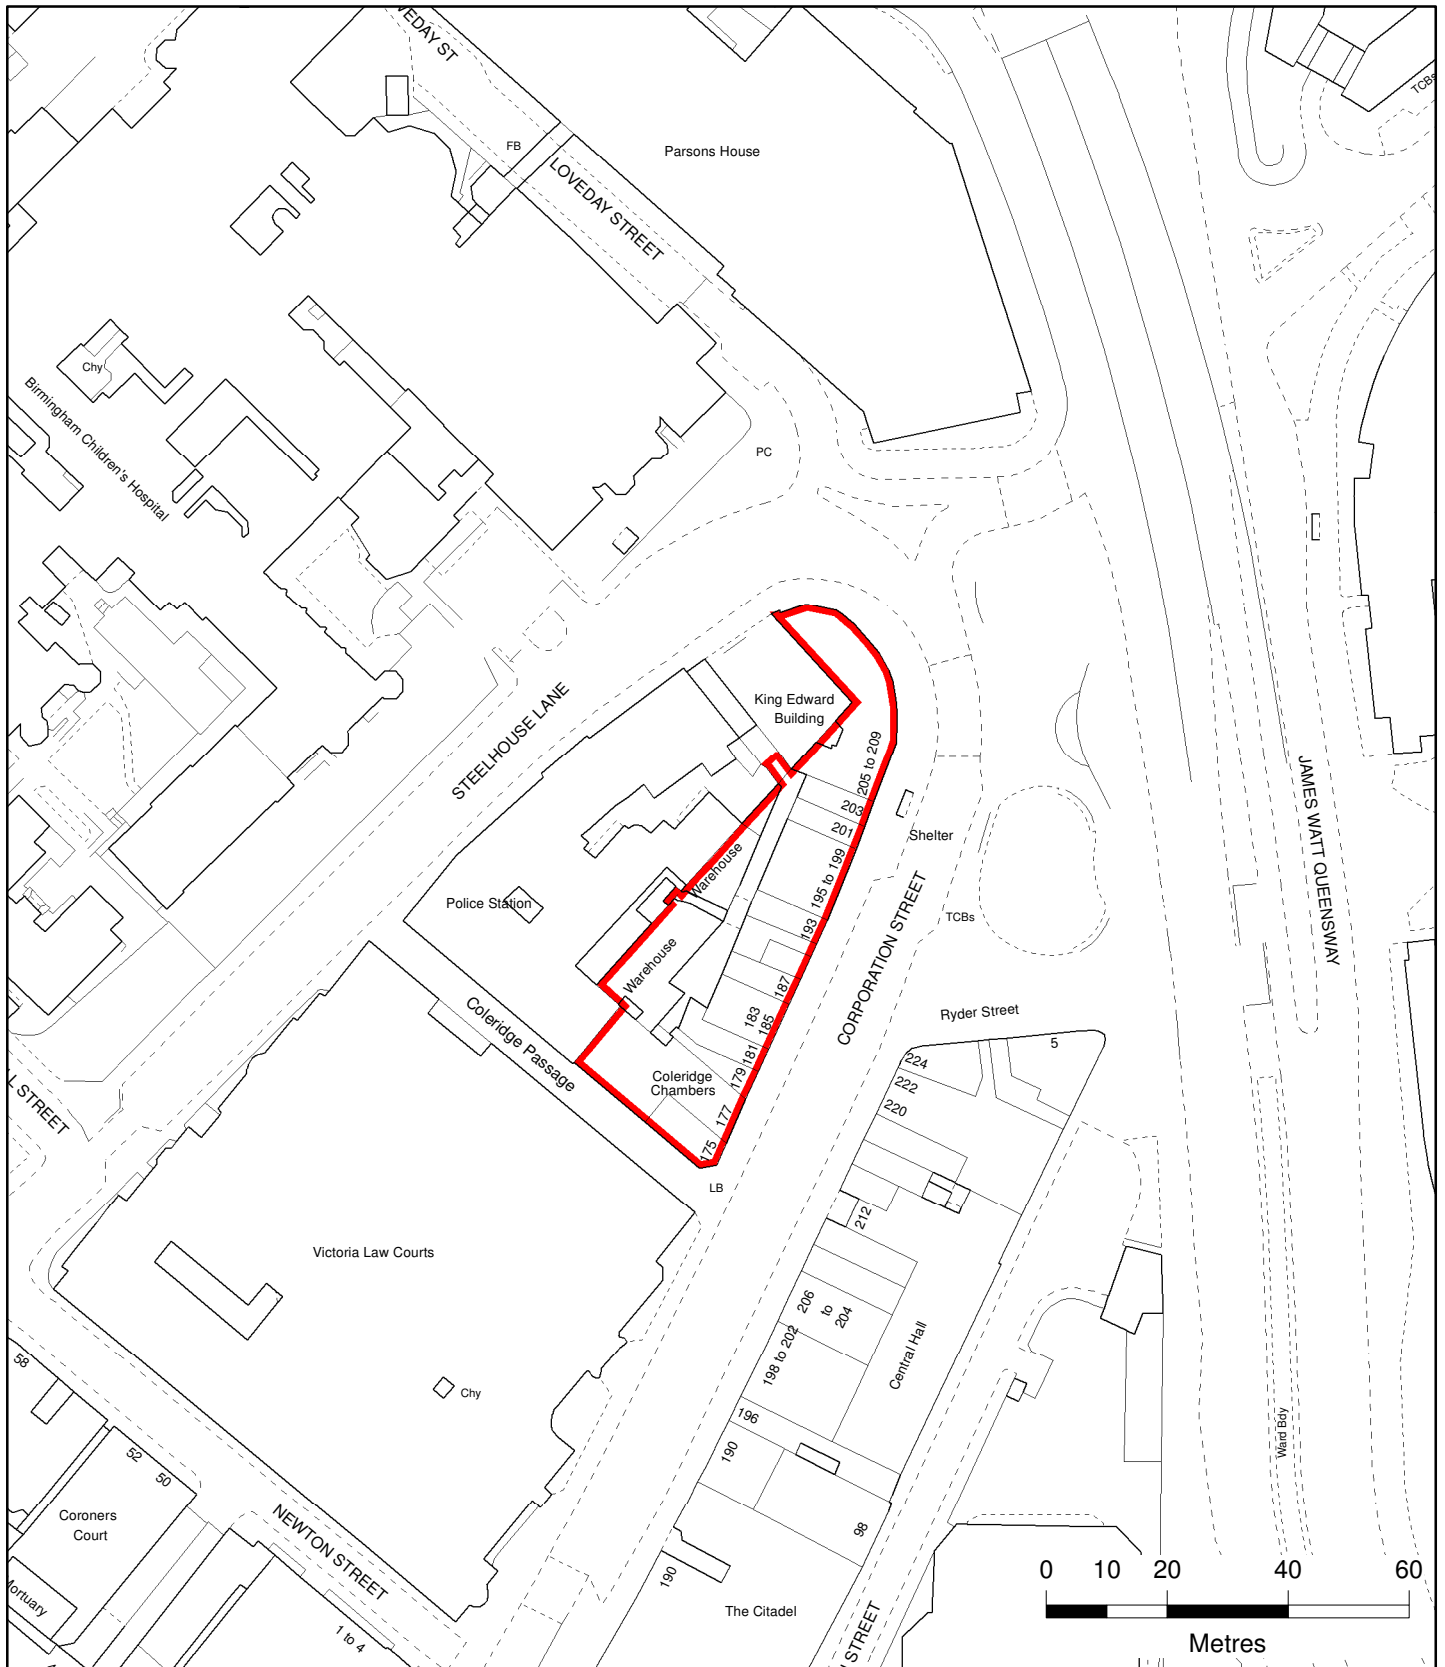 VEDAY ST
TCBs
FB
Parsons House
LOVEDAY STREET
Chy
Birmingham Children's Hospital
PC
STEELHOUSE LANE
King Edward
Building
205 to 209
203
201
195 to 199
193
187
183
185
181
179
177
175
Shelter
JAMES WATT QUEENSWAY
Warehouse
Police Station
Warehouse
TCBs
CORPORATION STREET
Coleridge Passage
Coleridge
Chambers
Ryder Street
5
224
222
220
L STREET
LB
212
Victoria Law Courts
206
to
204
198 to 202
Central Hall
58
Chy
196
190
Ward Bdy
52
50
Coroners
Court
NEWTON STREET
98
Mortuary
1 to 4
190
The Citadel
STREET
0 10 20 40 60
Metres